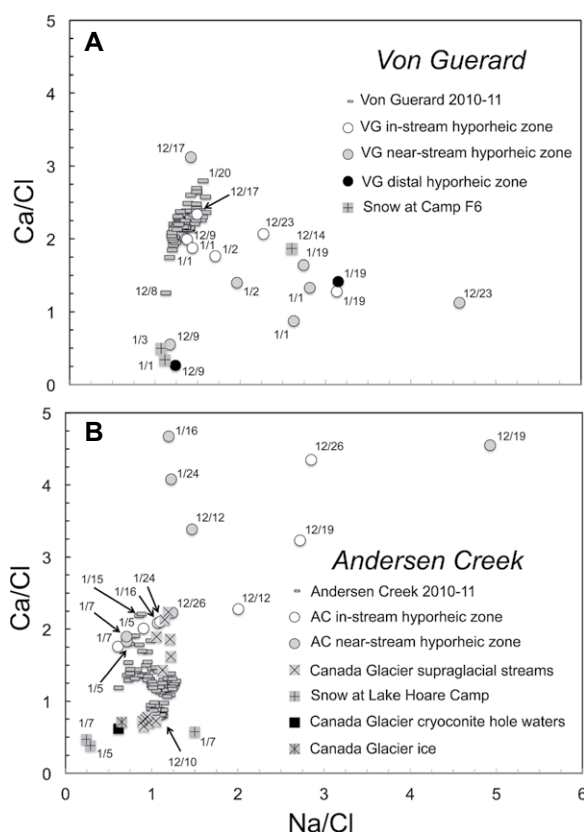 A
Von Guerard
Von Guerard 2010-11
VG in-stream hyporheic zone
VG near-stream hyporheic zone
VG distal hyporheic zone
Snow at Camp F6
Ca/Cl
5
4
3
2
1
0
12/17
1/20
12/17
12/23
12/14
12/9
1/1
1/2
1/19
1/1
1/19
12/8
1/2
1/1
1/19
12/23
1/1
1/3
12/9
1/1
12/9
B
Andersen Creek
Andersen Creek 2010-11
AC in-stream hyporheic zone
AC near-stream hyporheic zone
Canada Glacier supraglacial streams
Snow at Lake Hoare Camp
Canada Glacier cryoconite hole waters
Canada Glacier ice
Ca/Cl
5
4
3
2
1
0
1/16
12/26
12/19
1/24
12/12
12/19
1/24
1/15
1/16
12/12
1/7
1/5
12/26
1/7
1/5
1/7
1/7
1/5
12/10
0 1 2 3 4 5 6
Na/Cl